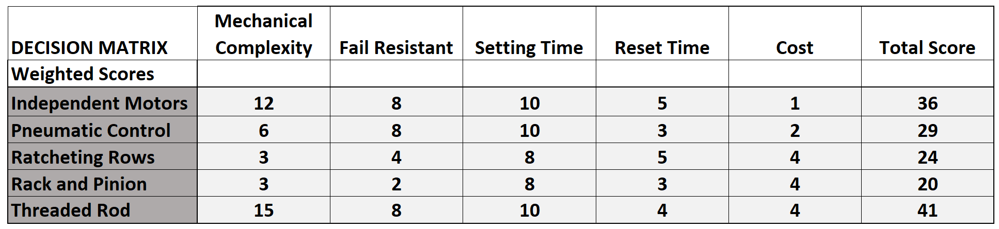 Mechanical
DECISION MATRIX Complexity Fail Resistant Setting Time Reset Time Cost Total Score
Weighted Scores
Independent Motors 12 8 10 5 1 36
Pneumatic Control 6 8 10 3 2 29
Ratcheting Rows 3 4 8 5 4 24
Rack and Pinion 3 2 8 3 4 20
Threaded Rod 15 8 10 4 4 41